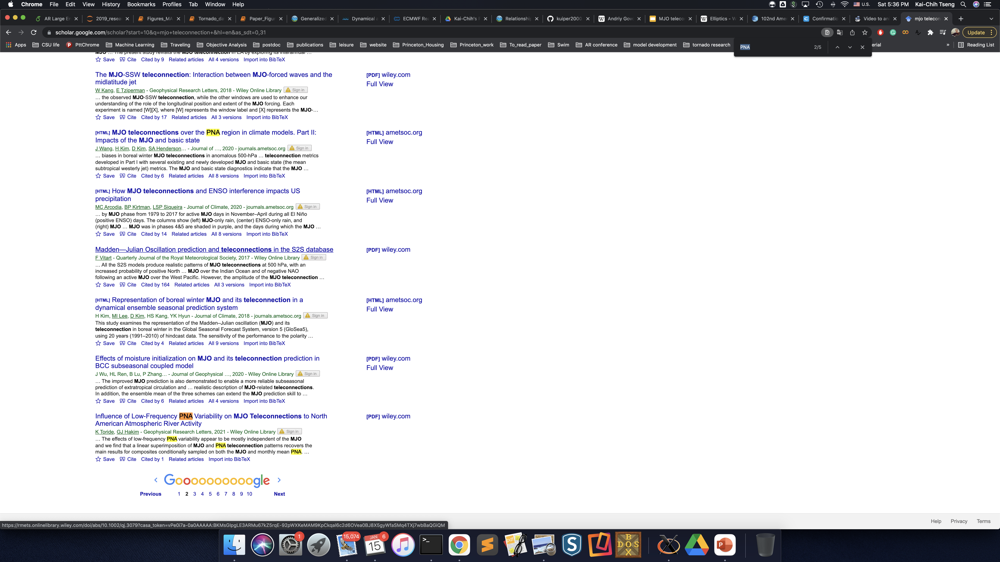 Chrome File Edit View History Bookmarks Profiles Tab Window Help U.S. Sat 5:36 PM Kai-Chih Tseng
AR Large En 2019_resea Figures_MA Tornado_da Paper_Figur Generalized Dynamical a ECMWF Re Kai-Chih's F Relationship kuiper2000 Andriy Gov MJO teleco Elliptics - W 102nd Ame Confirmatio Video to an mjo telecon
scholar.google.com/scholar?start=10&q=mjo+teleconnection+&hl=en&as_sdt=0,31 Update
Apps CSU life PttChrome Machine Learning Traveling Objective Analysis postdoc publications leisure website Princeton_Housing Princeton_work To_read_paper Swim AR conference model development tornado research erial » Reading List
PNA 2/5
MJO … The present study revisits the MJO teleconnection in EA by exploring its interannual …
Save Cite Cited by 9 Related articles All 4 versions Import into BibTeX
The MJO-SSW teleconnection: Interaction between MJO-forced waves and the
midlatitude jet
[PDF] wiley.com
Full View
W Kang, E Tziperman - Geophysical Research Letters, 2018 - Wiley Online Library Sign in
… the observed MJO-SSW teleconnection, while the other windows are used to enhance our
understanding of the role of the longitudinal position and extent of the MJO forcing. Each
experiment is named [W][X], where [W] represents the window label and [X] represents the MJO-…
Save Cite Cited by 17 Related articles All 3 versions Import into BibTeX
[HTML] MJO teleconnections over the PNA region in climate models. Part II:
Impacts of the MJO and basic state
[HTML] ametsoc.org
Full View
J Wang, H Kim, D Kim, SA Henderson… - Journal of …, 2020 - journals.ametsoc.org Sign in
… biases in boreal winter MJO teleconnections in anomalous 500-hPa … teleconnection metrics
developed in Part I with several existing and newly developed MJO and basic state (the mean
subtropical westerly jet) metrics. The MJO and basic state diagnostics indicate that the MJO …
Save Cite Cited by 6 Related articles All 8 versions Import into BibTeX
[HTML] How MJO teleconnections and ENSO interference impacts US
precipitation
[HTML] ametsoc.org
Full View
MC Arcodia, BP Kirtman, LSP Siqueira - Journal of Climate, 2020 - journals.ametsoc.org Sign in
… by MJO phase from 1979 to 2017 for active MJO days in November–April during all El Niño
(positive ENSO) days. The columns show (left) MJO-only rain, (center) ENSO-only rain, and
(right) MJO … MJO was in phases 4&5 are shaded in purple, and the days during which the MJO …
Save Cite Cited by 14 Related articles All 8 versions Import into BibTeX
Madden—Julian Oscillation prediction and teleconnections in the S2S database
[PDF] wiley.com
F Vitart - Quarterly Journal of the Royal Meteorological Society, 2017 - Wiley Online Library Sign in
… All the S2S models produce realistic patterns of MJO teleconnections at 500 hPa, with an
increased probability of positive North … MJO over the Indian Ocean and of negative NAO
following an active MJO over the West Pacific. However, the amplitude of the MJO teleconnection …
Save Cite Cited by 164 Related articles All 3 versions Import into BibTeX
[HTML] Representation of boreal winter MJO and its teleconnection in a
dynamical ensemble seasonal prediction system
[HTML] ametsoc.org
Full View
H Kim, MI Lee, D Kim, HS Kang, YK Hyun - Journal of Climate, 2018 - journals.ametsoc.org Sign in
This study examines the representation of the Madden–Julian oscillation (MJO) and its
teleconnection in boreal winter in the Global Seasonal Forecast System, version 5 (GloSea5),
using 20 years (1991–2010) of hindcast data. The sensitivity of the performance to the polarity …
Save Cite Cited by 4 Related articles All 9 versions Import into BibTeX
Effects of moisture initialization on MJO and its teleconnection prediction in
BCC subseasonal coupled model
[PDF] wiley.com
Full View
J Wu, HL Ren, B Lu, P Zhang… - Journal of Geophysical …, 2020 - Wiley Online Library Sign in
… The improved MJO prediction is also demonstrated to enable a more reliable subseasonal
prediction of extratropical circulation and … realistic description of MJO-related teleconnections.
In addition, the ensemble mean of the three schemes can extend the MJO prediction skill to …
Save Cite Cited by 6 Related articles All 4 versions Import into BibTeX
Influence of Low-Frequency PNA Variability on MJO Teleconnections to North
American Atmospheric River Activity
[PDF] wiley.com
K Toride, GJ Hakim - Geophysical Research Letters, 2021 - Wiley Online Library Sign in
… The effects of low-frequency PNA variability appear to be mostly independent of the MJO
and we find that a linear superimposition of MJO and PNA teleconnection patterns recovers the
main results for composites conditionally sampled on both the MJO and monthly mean PNA. …
Save Cite Cited by 1 Related articles Import into BibTeX
Goooooooooogle
Previous 1 2 3 4 5 6 7 8 9 10 Next
Help Privacy Terms
https://rmets.onlinelibrary.wiley.com/doi/abs/10.1002/qj.3079?casa_token=vPe0i7a-0a0AAAAA:BKMsGlpgLE3ARMu67kZ5rqE-92pWXKeMAM9KpCkqal6c2d6OVea0BJ8X5gyWfaSMq4TXj7wbBaQGiQM
1 15,074 JAN 15 6 >_ pdf S BOSS DOS X P